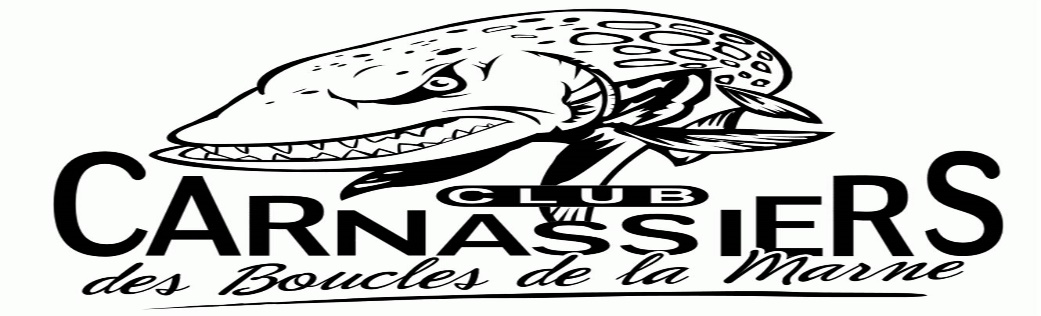 CLUB
CARNASSIERS
des Boucles de la Marne